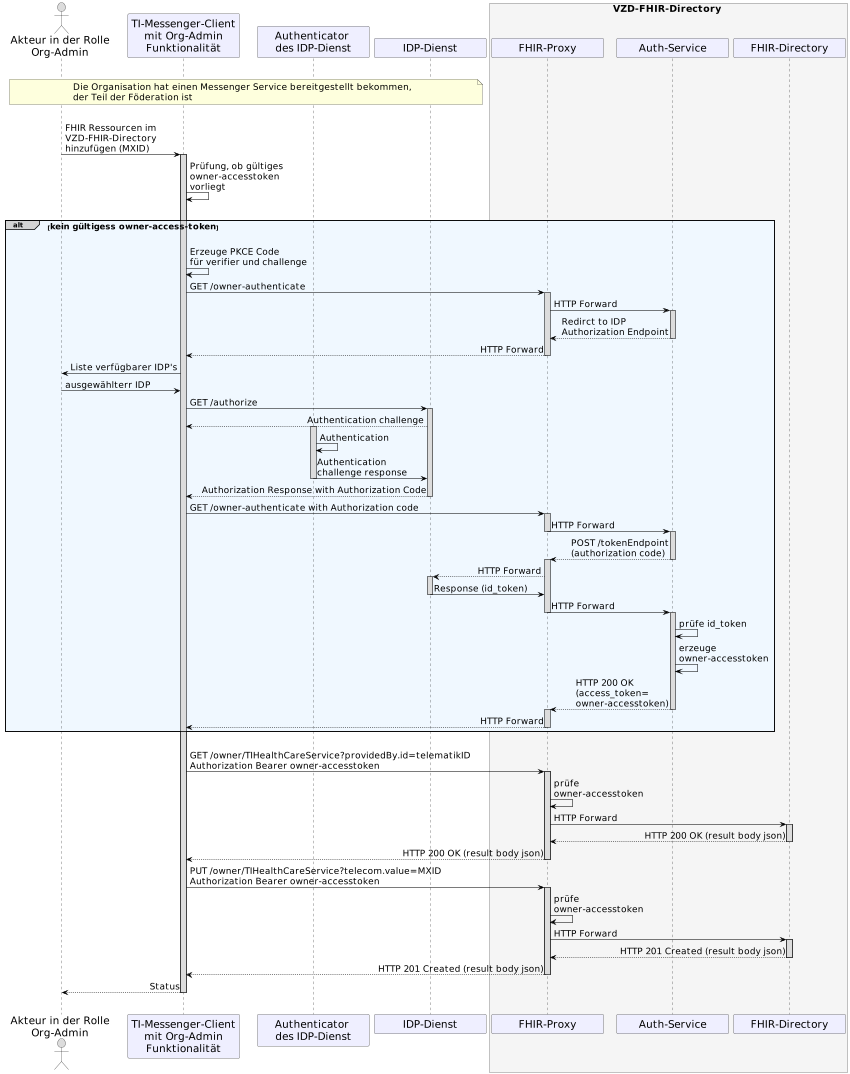 VZD-FHIR-Directory
Akteur in der Rolle
Org-Admin
TI-Messenger-Client
mit Org-Admin
Funktionalität
Authenticator
des IDP-Dienst
IDP-Dienst
FHIR-Proxy
Auth-Service
FHIR-Directory
Die Organisation hat einen Messenger Service bereitgestellt bekommen,
der Teil der Föderation ist
FHIR Ressourcen im
VZD-FHIR-Directory
hinzufügen (MXID)
Prüfung, ob gültiges
owner-accesstoken
vorliegt
alt
[kein gültigess owner-access-token]
Erzeuge PKCE Code
für verifier und challenge
GET /owner-authenticate
HTTP Forward
Redirct to IDP
Authorization Endpoint
HTTP Forward
Liste verfügbarer IDP's
ausgewählterr IDP
GET /authorize
Authentication challenge
Authentication
Authentication
challenge response
Authorization Response with Authorization Code
GET /owner-authenticate with Authorization code
HTTP Forward
POST /tokenEndpoint
(authorization code)
HTTP Forward
Response (id_token)
HTTP Forward
prüfe id_token
erzeuge
owner-accesstoken
HTTP 200 OK
(access_token=
owner-accesstoken)
HTTP Forward
GET /owner/TIHealthCareService?providedBy.id=telematikID
Authorization Bearer owner-accesstoken
prüfe
owner-accesstoken
HTTP Forward
HTTP 200 OK (result body json)
HTTP 200 OK (result body json)
PUT /owner/TIHealthCareService?telecom.value=MXID
Authorization Bearer owner-accesstoken
prüfe
owner-accesstoken
HTTP Forward
HTTP 201 Created (result body json)
HTTP 201 Created (result body json)
Status
Akteur in der Rolle
Org-Admin
TI-Messenger-Client
mit Org-Admin
Funktionalität
Authenticator
des IDP-Dienst
IDP-Dienst
FHIR-Proxy
Auth-Service
FHIR-Directory